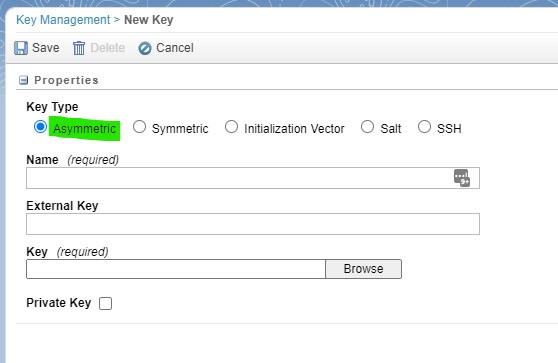 Key Management > New Key
Save Delete Cancel
Properties
Key Type
Asymmetric Symmetric Initialization Vector Salt SSH
Name (required)
9+
External Key
Key (required)
Browse
Private Key